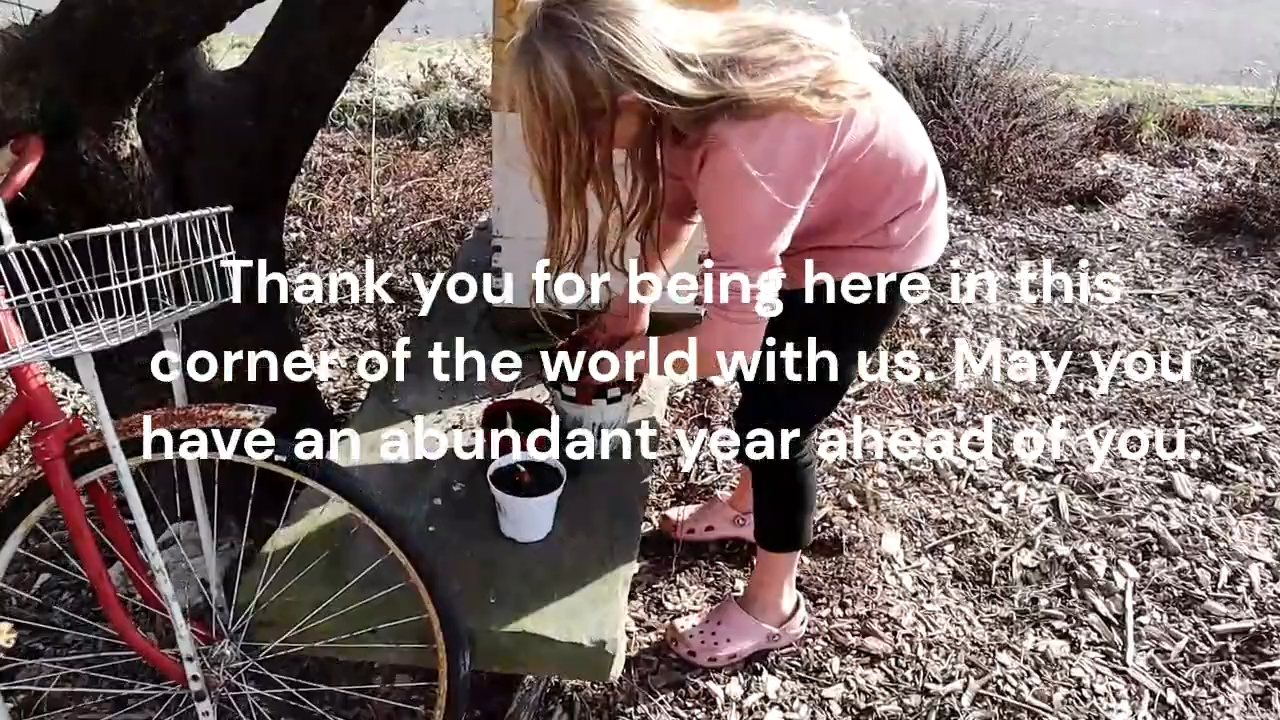 Thank you for being here in this
corner of the world with us. May you
have an abundant year ahead of you.